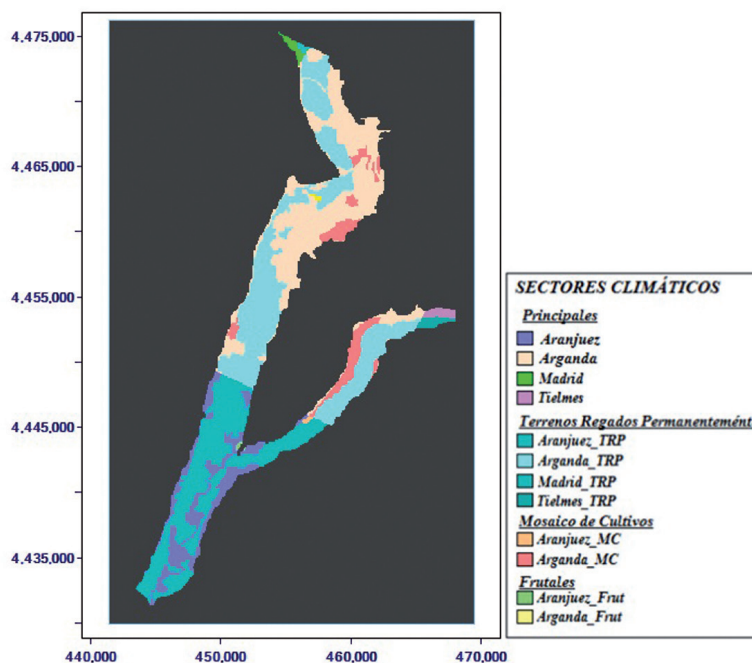 4.475,000
4.465,000
4.455,000
4.445,000
4.435,000
440,000 450,000 460,000 470,000
SECTORES CLIMÁTICOS
Principales
Aranjuez
Arganda
Madrid
Tielmes
Terrenos Regados Permanentemént
Aranjuez_TRP
Arganda_TRP
Madrid_TRP
Tielmes_TRP
Mosaico de Cultivos
Aranjuez_MC
Arganda_MC
Frutales
Aranjuez_Frut
Arganda_Frut